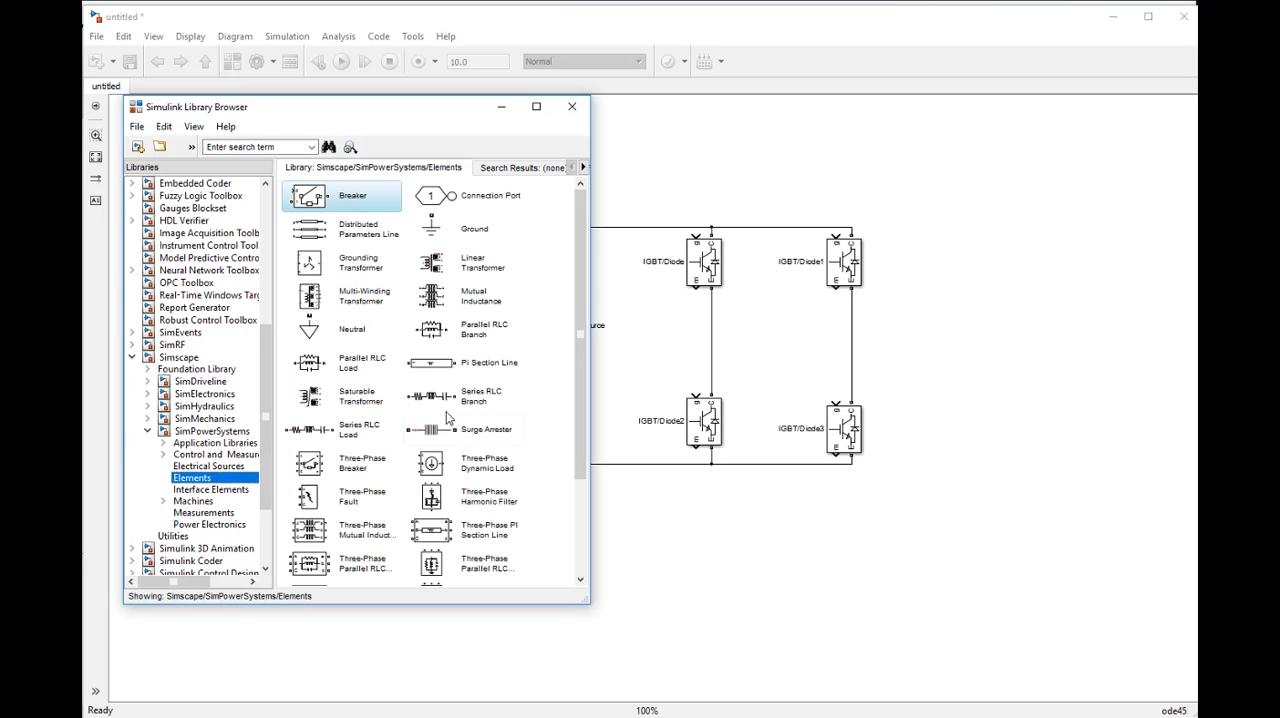 untitled *
File Edit View Display Diagram Simulation Analysis Code Tools Help
10.0 Normal
untitled
Simulink Library Browser
File Edit View Help
» Enter search term
Libraries
Library: Simscape/SimPowerSystems/Elements
Search Results: (none)
Embedded Coder
Fuzzy Logic Toolbox
Gauges Blockset
HDL Verifier
Image Acquisition Toolb
Instrument Control Tool
Model Predictive Contro
Neural Network Toolbox
OPC Toolbox
Real-Time Windows Targ
Report Generator
Robust Control Toolbox
SimEvents
SimRF
Simscape
Foundation Library
SimDriveline
SimElectronics
SimHydraulics
SimMechanics
SimPowerSystems
Application Libraries
Control and Measure
Electrical Sources
Elements
Interface Elements
Machines
Measurements
Power Electronics
Utilities
Simulink 3D Animation
Simulink Coder
Simulink Control Design
Breaker
1
Connection Port
Distributed
Parameters Line
Ground
Grounding
Transformer
Linear
Transformer
Multi-Winding
Transformer
Mutual
Inductance
Neutral
Parallel RLC
Branch
Parallel RLC
Load
Pi Section Line
Saturable
Transformer
Series RLC
Branch
Series RLC
Load
Surge Arrester
Three-Phase
Breaker
Three-Phase
Dynamic Load
Three-Phase
Fault
Three-Phase
Harmonic Filter
Three-Phase
Mutual Induct...
Three-Phase PI
Section Line
Three-Phase
Parallel RLC...
Three-Phase
Parallel RLC...
Showing: Simscape/SimPowerSystems/Elements
IGBT/Diode
g
C
m
E
IGBT/Diode1
g
C
m
E
ource
IGBT/Diode2
g
C
m
E
IGBT/Diode3
g
C
m
E
Ready
100%
ode45